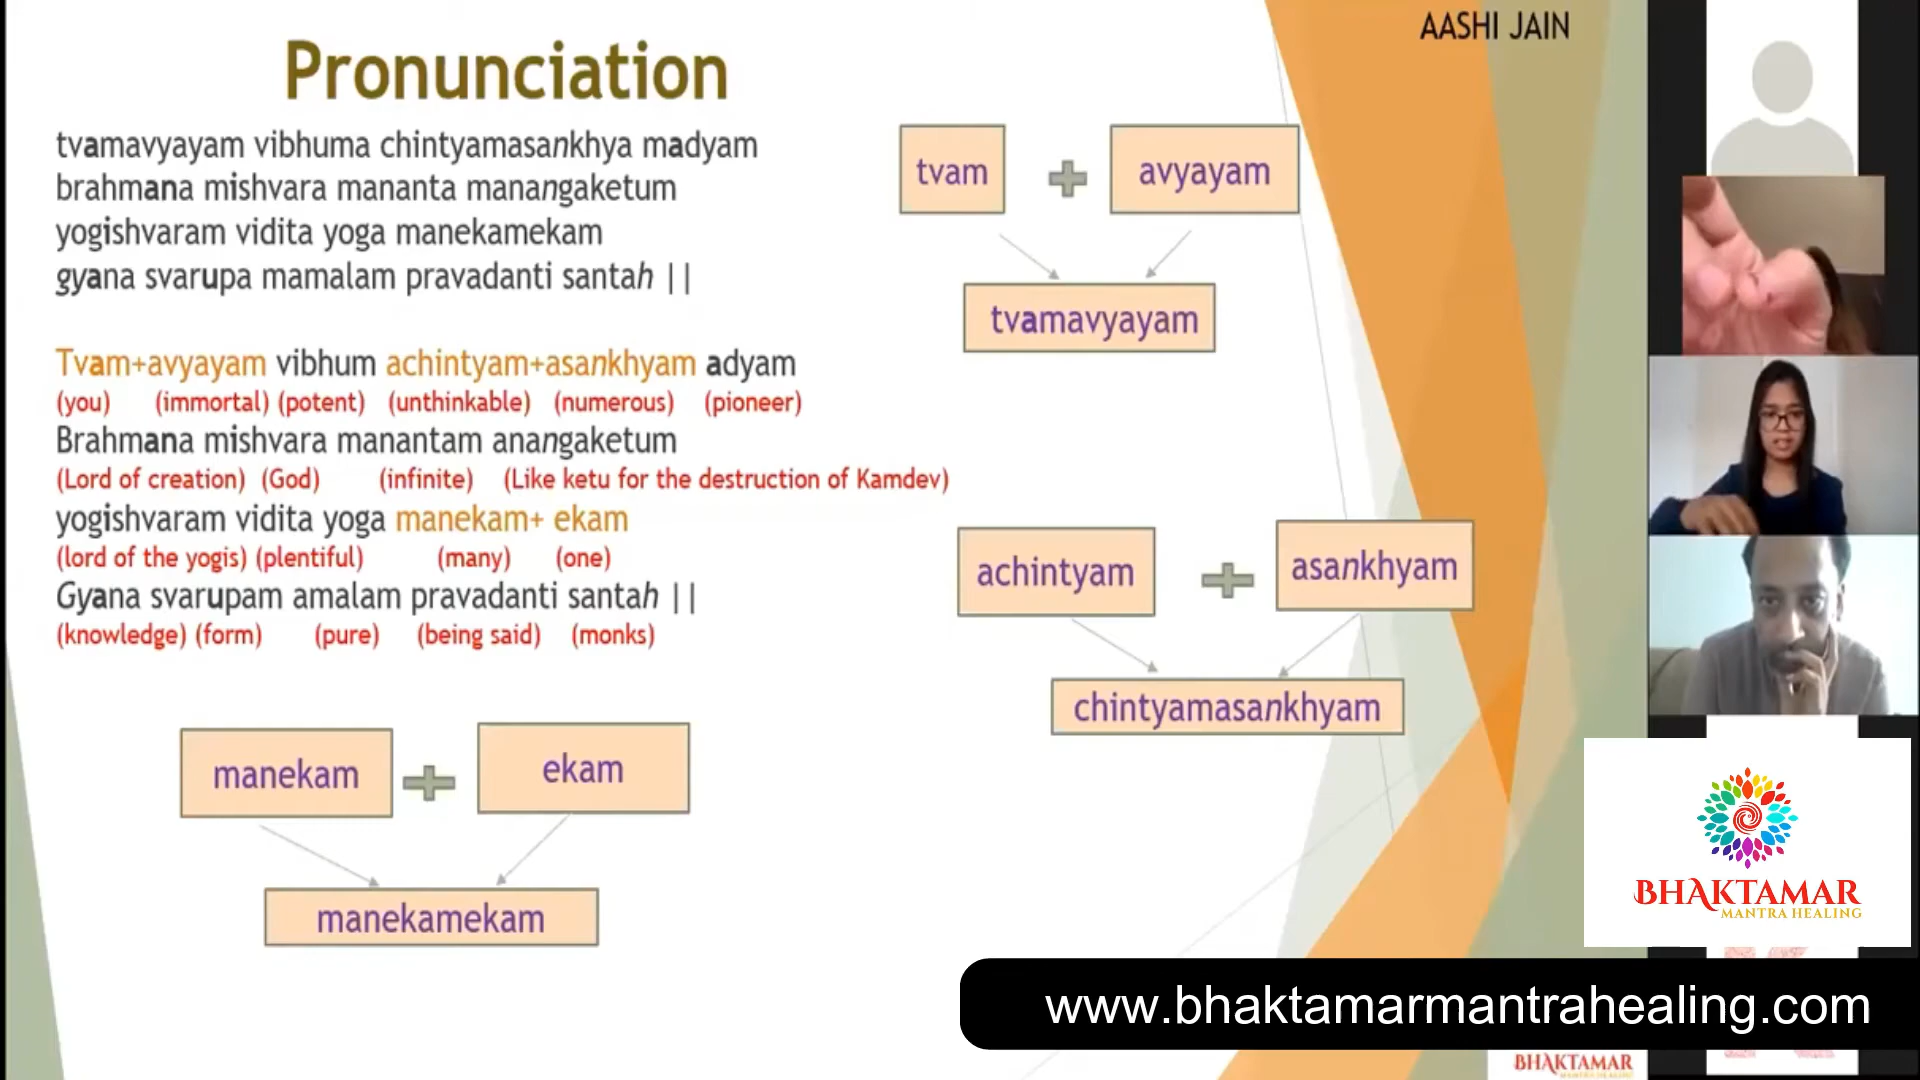 AASHI JAIN
Pronunciation
tvamavyayam vibhuma chintyamasankhya madyam
brahmana mishvara mananta manangaketum
yogishvaram vidita yoga manekamekam
gyana svarupa mamalam pravadanti santah ||
Tvam+avyayam vibhum achintyam+asankhyam adyam
(you) (immortal) (potent) (unthinkable) (numerous) (pioneer)
Brahmana mishvara manantam anangaketum
(Lord of creation) (God) (infinite) (Like ketu for the destruction of Kamdev)
yogishvaram vidita yoga manekam+ ekam
(lord of the yogis) (plentiful) (many) (one)
Gyana svarupam amalam pravadanti santah ||
(knowledge) (form) (pure) (being said) (monks)
tvam
avyayam
tvamavyayam
achintyam
asankhyam
chintyamasankhyam
manekam
ekam
manekamekam
BHAKTAMAR
MANTRA HEALING
www.bhaktamarmantrahealing.com
BHAKTAMAR
MANTRA HEALING